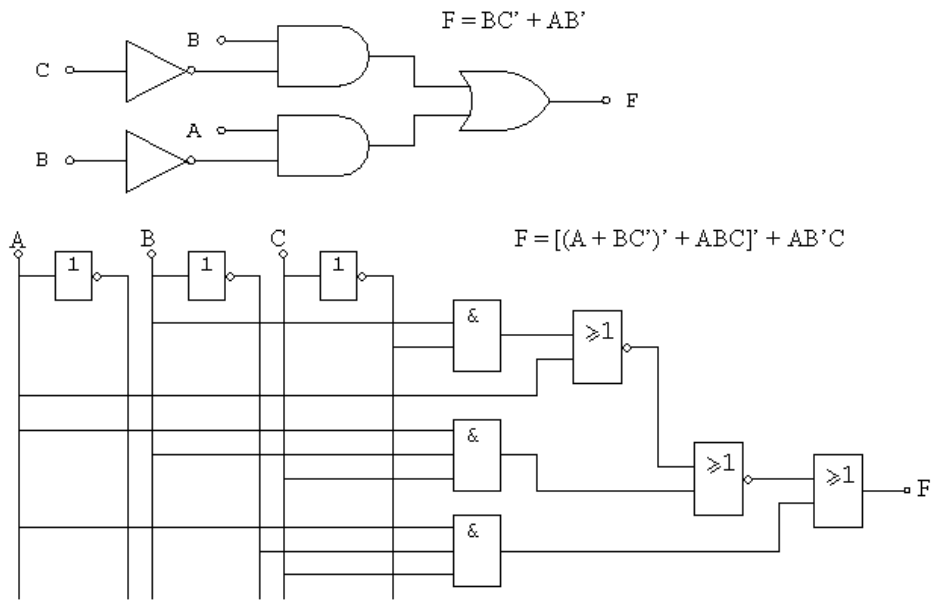 F = BC' + AB'
B
C
F
A
B
A
B
C
F = [(A + BC')' + ABC]' + AB'C
1
1
1
&
≥1
&
≥1
≥1
F
&